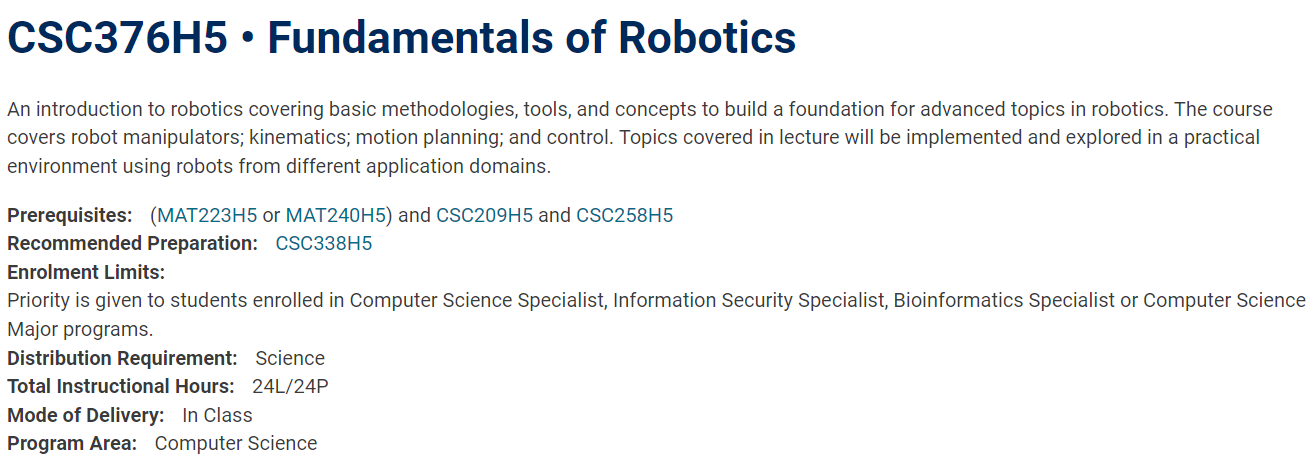 CSC376H5 • Fundamentals of Robotics
An introduction to robotics covering basic methodologies, tools, and concepts to build a foundation for advanced topics in robotics. The course
covers robot manipulators; kinematics; motion planning; and control. Topics covered in lecture will be implemented and explored in a practical
environment using robots from different application domains.
Prerequisites: (MAT223H5 or MAT240H5) and CSC209H5 and CSC258H5
Recommended Preparation: CSC338H5
Enrolment Limits:
Priority is given to students enrolled in Computer Science Specialist, Information Security Specialist, Bioinformatics Specialist or Computer Science
Major programs.
Distribution Requirement: Science
Total Instructional Hours: 24L/24P
Mode of Delivery: In Class
Program Area: Computer Science